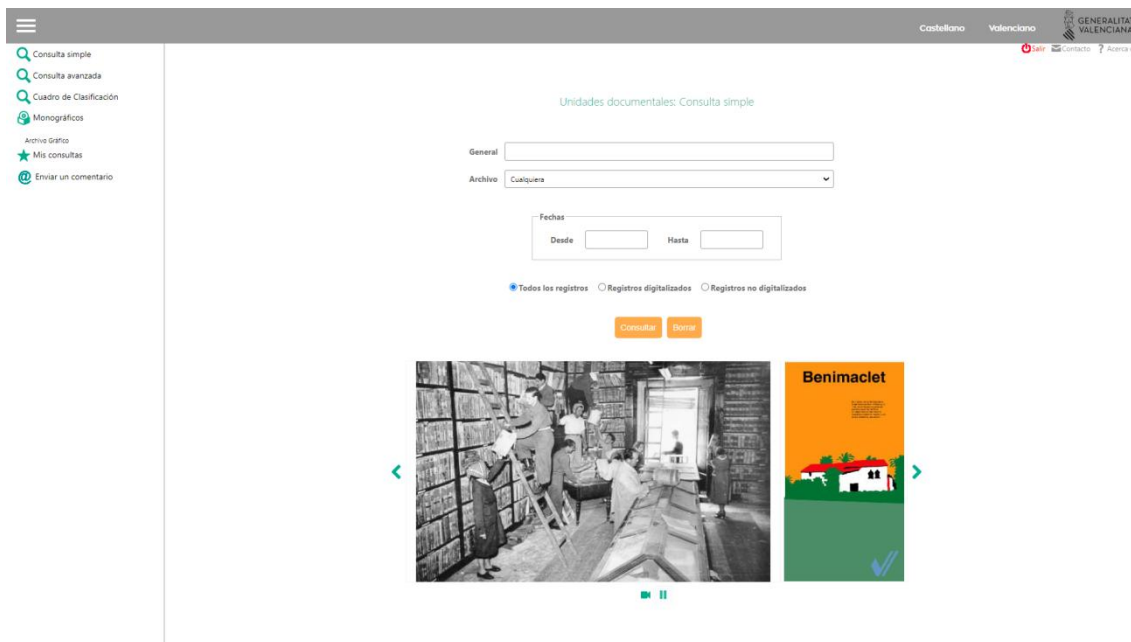 Castellano Valenciano GENERALITAT
VALENCIANA
Salir Contacto ? Acerca
Consulta simple
Consulta avanzada
Cuadro de Clasificación
Monográficos
Archivo Gráfico
Mis consultas
Enviar un comentario
Unidades documentales: Consulta simple
General
Archivo Cualquiera
Fechas
Desde Hasta
Todos los registros Registros digitalizados Registros no digitalizados
Consultar Borrar
Benimaclet